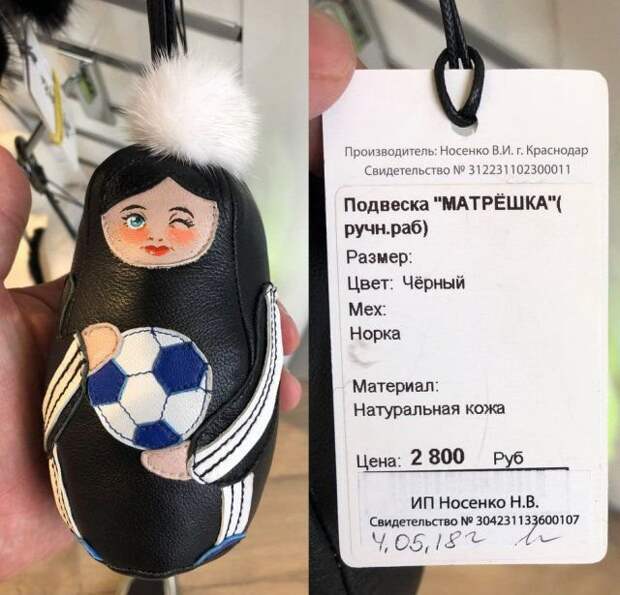 Производитель: Носенко В.И. г. Краснодар
Свидетельство № 312231102300011
Подвеска "МАТРЁШКА"(
ручн.раб)
Размер:
Цвет: Чёрный
Мех:
Норка
Материал:
Натуральная кожа
Цена: 2 800 Руб
ИП Носенко Н.В.
Свидетельство № 304231133600107
4.05.18г